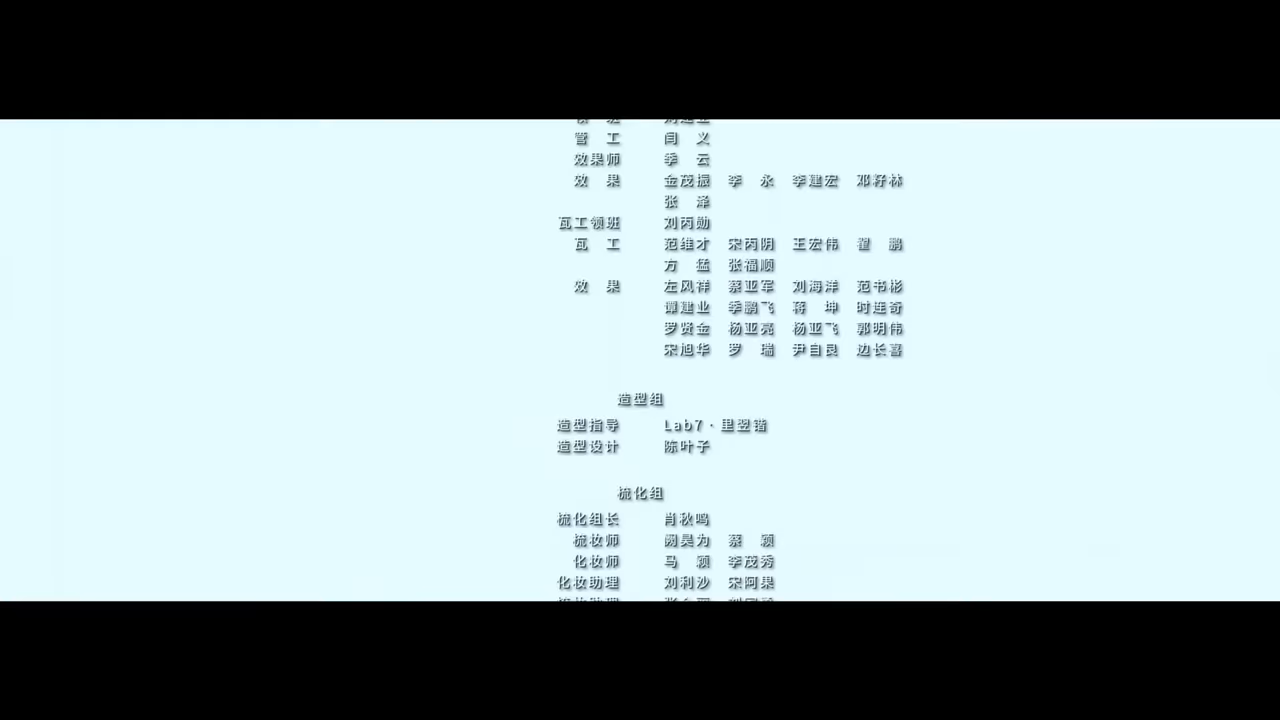 管 工 闫 义
效果师 季 云
效 果 金茂振 李 永 李建宏 邓籽林
张 泽
瓦工领班 刘丙勋
瓦 工 范维才 宋丙阴 王宏伟 翟 鹏
方 猛 张福顺
效 果 左风祥 蔡亚军 刘海洋 范书彬
谭建业 季鹏飞 蒋 坤 时连奇
罗贤金 杨亚亮 杨亚飞 郭明伟
宋旭华 罗 瑞 尹自良 边长喜
造型组
造型指导 Lab7·里翌锴
造型设计 陈叶子
梳化组
梳化组长 肖秋鸣
梳妆师 阙昊为 蔡 颖
化妆师 马 颖 李茂秀
化妆助理 刘利沙 宋阿果